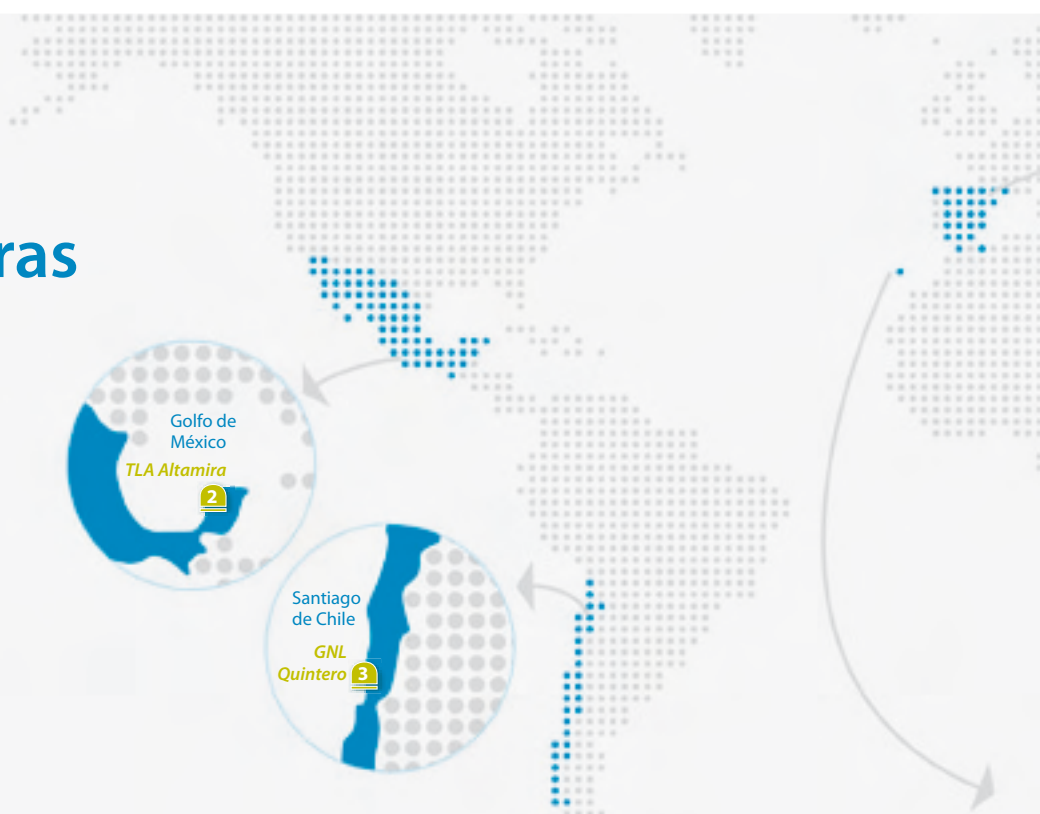 ras
Golfo de
México
TLA Altamira
2
Santiago
de Chile
GNL
Quintero
3